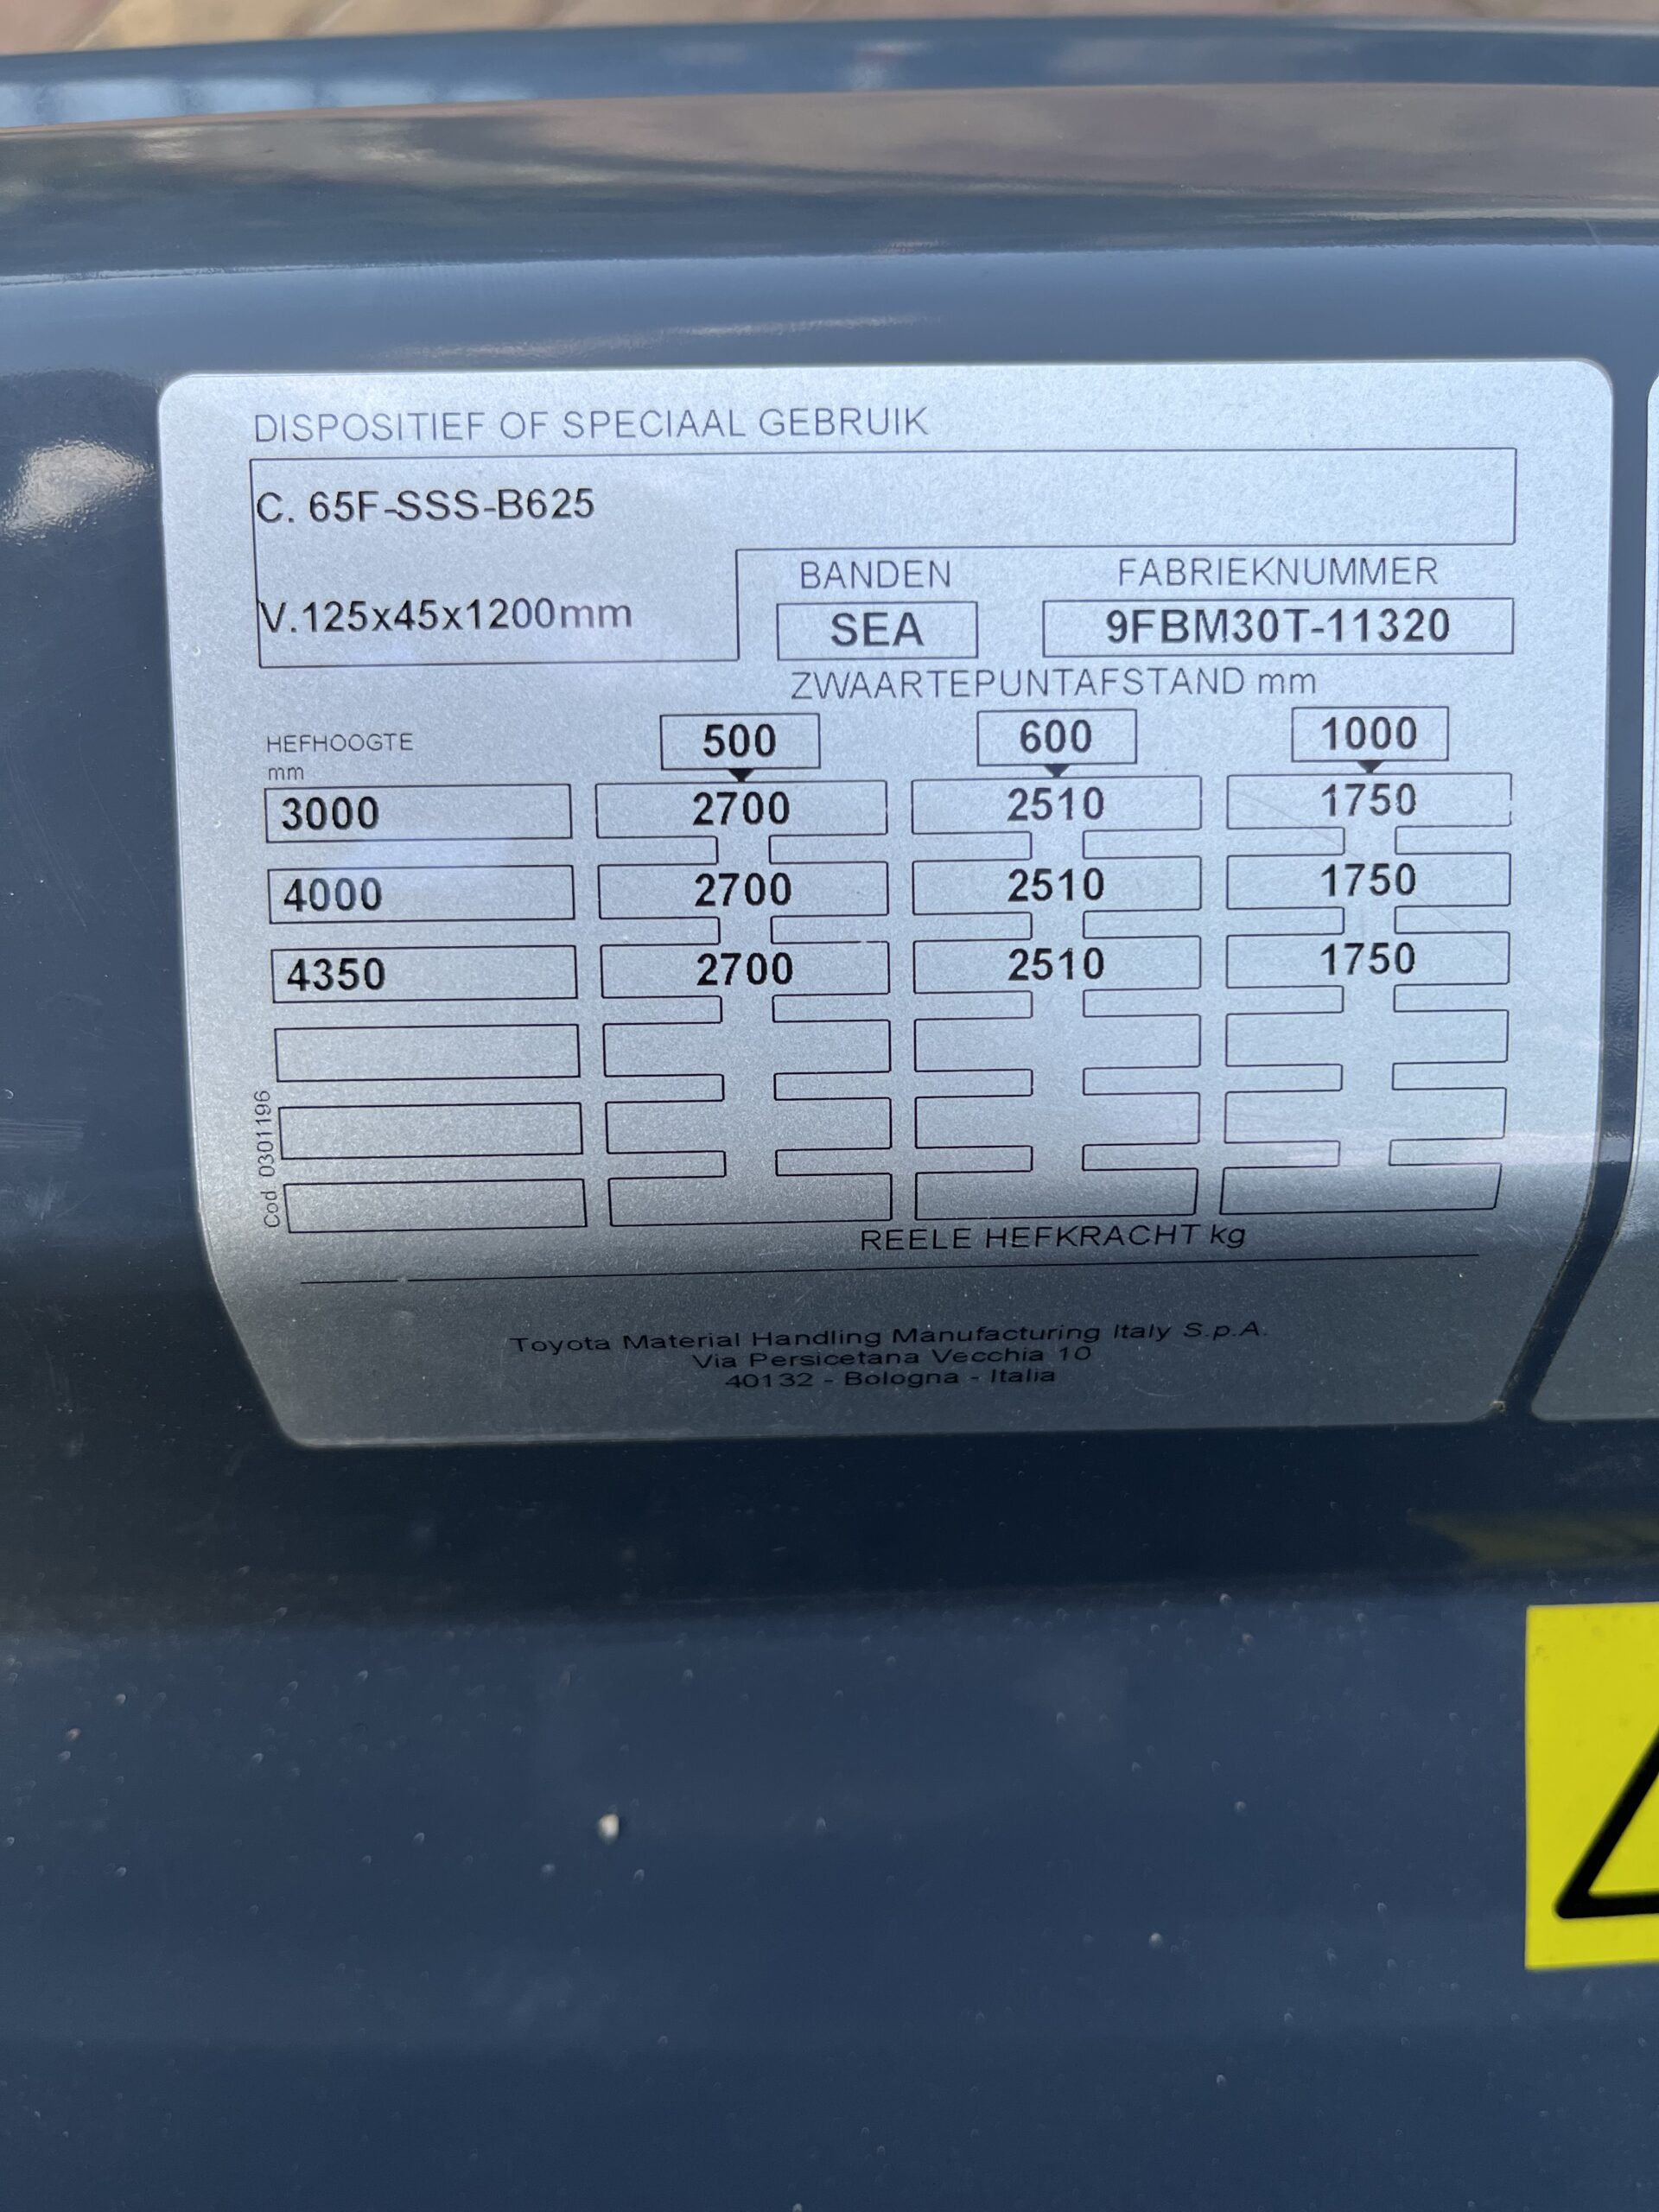 DISPOSITIEF OF SPECIAAL GEBRUIK
C. 65F-SSS-B625
V.125x45x1200mm
BANDEN FABRIEKNUMMER
SEA 9FBM30T-11320
ZWAARTEPUNTAFSTAND mm
HEFHOOGTE
mm
500 600 1000
3000 2700 2510 1750
4000 2700 2510 1750
4350 2700 2510 1750
Cod 0301196
REELE HEFKRACHT kg
Toyota Material Handling Manufacturing Italy S.p.A.
Via Persicetana Vecchia 10
40132 - Bologna - Italia